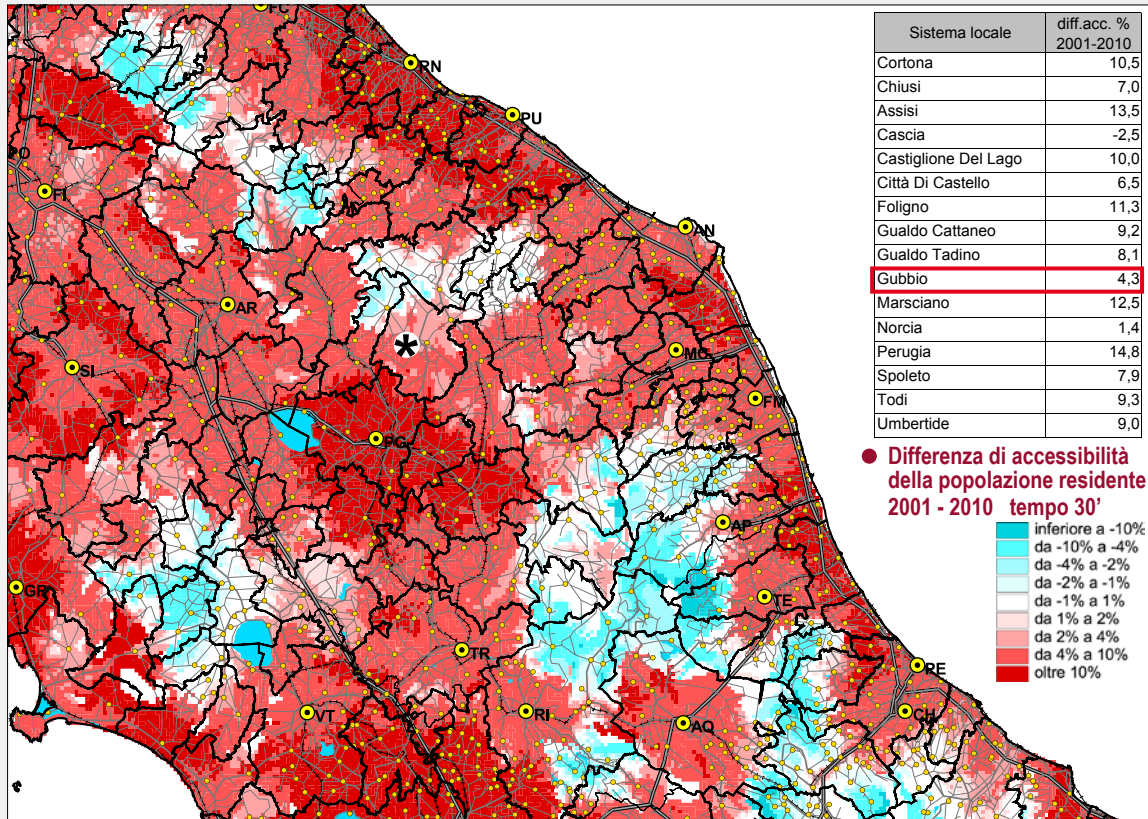 FC
RN
PU
AN
AR
SI
MC
FM
PG
AP
GR
TE
TR
PE
VT
RI
AQ
CH
Sistema locale diff.acc. % 2001-2010
Cortona 10,5
Chiusi 7,0
Assisi 13,5
Cascia -2,5
Castiglione Del Lago 10,0
Città Di Castello 6,5
Foligno 11,3
Gualdo Cattaneo 9,2
Gualdo Tadino 8,1
Gubbio 4,3
Marsciano 12,5
Norcia 1,4
Perugia 14,8
Spoleto 7,9
Todi 9,3
Umbertide 9,0
Differenza di accessibilità
della popolazione residente
2001 - 2010 tempo 30'
inferiore a -10%
da -10% a -4%
da -4% a -2%
da -2% a -1%
da -1% a 1%
da 1% a 2%
da 2% a 4%
da 4% a 10%
oltre 10%